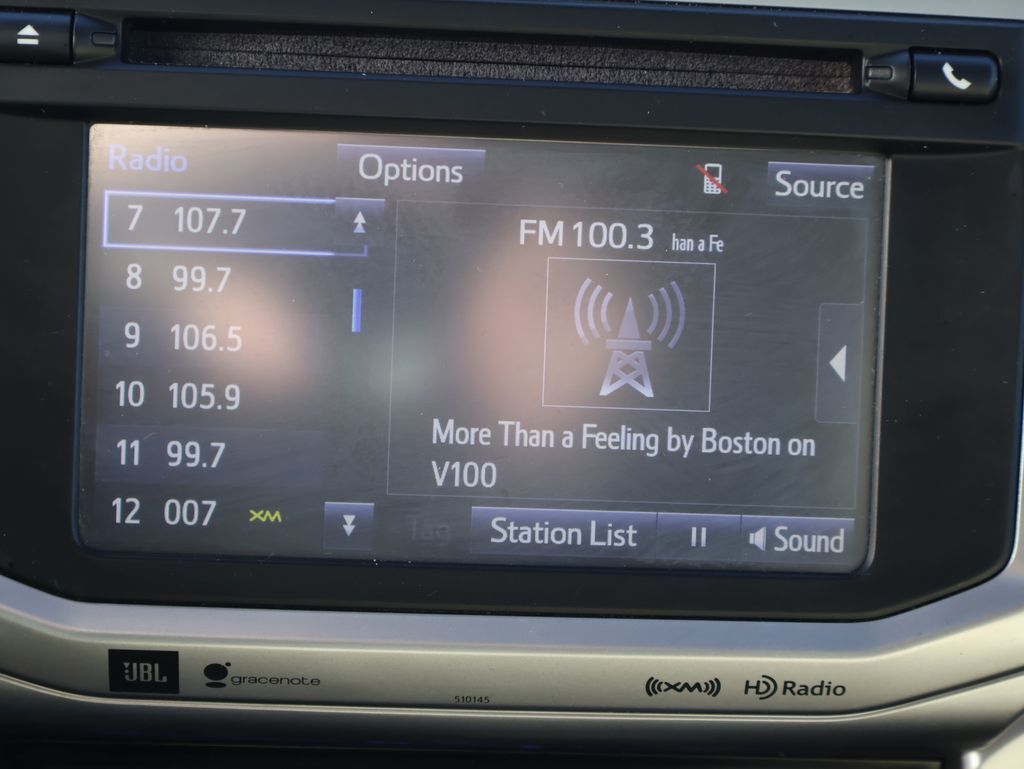 Radio
Options
Source
7 107.7
8 99.7
9 106.5
10 105.9
11 99.7
12 007 XM
FM 100.3 han a Fe
More Than a Feeling by Boston on
V100
Tag
Station List
Sound
JBL
gracenote
510145
((XM))
HD Radio